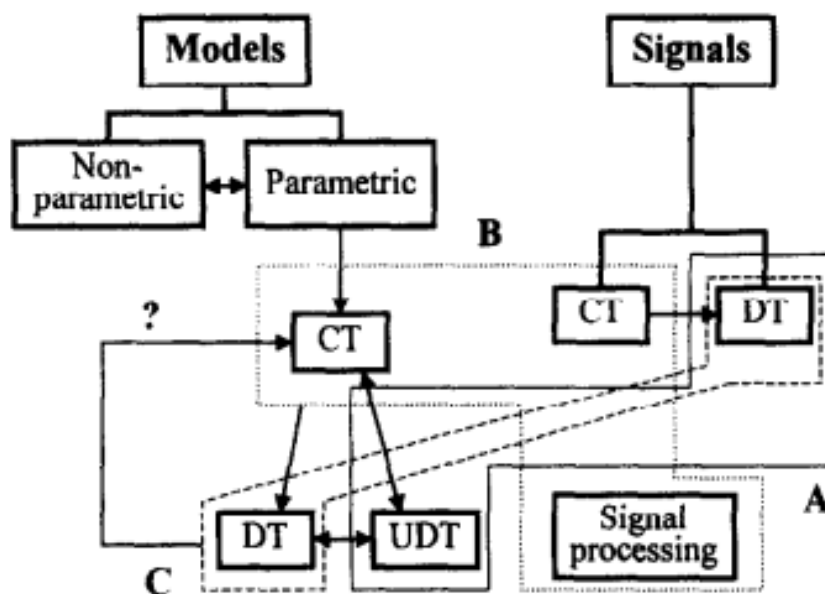 Models
Signals
Non-
parametric
Parametric
B
CT
DT
?
CT
A
DT
UDT
Signal
processing
C